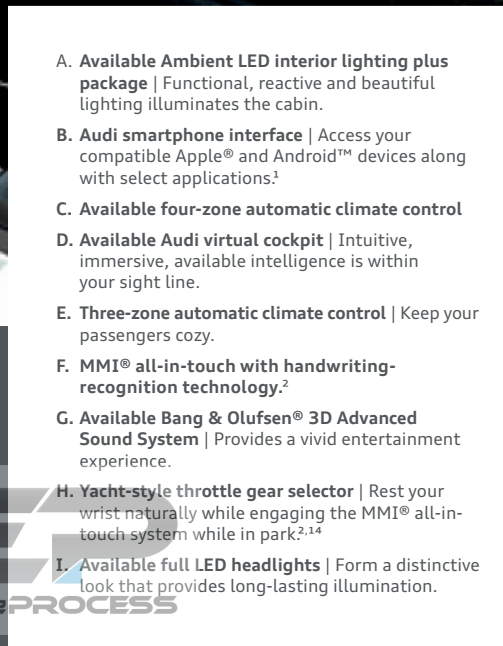 A. Available Ambient LED interior lighting plus
package | Functional, reactive and beautiful
lighting illuminates the cabin.
B. Audi smartphone interface | Access your
compatible Apple® and Android™ devices along
with select applications.¹
C. Available four-zone automatic climate control
D. Available Audi virtual cockpit | Intuitive,
immersive, available intelligence is within
your sight line.
E. Three-zone automatic climate control | Keep your
passengers cozy.
F. MMI® all-in-touch with handwriting-
recognition technology.²
G. Available Bang & Olufsen® 3D Advanced
Sound System | Provides a vivid entertainment
experience.
H. Yacht-style throttle gear selector | Rest your
wrist naturally while engaging the MMI® all-in-
touch system while in park.²,¹⁴
I. Available full LED headlights | Form a distinctive
look that provides long-lasting illumination.
PROCESS